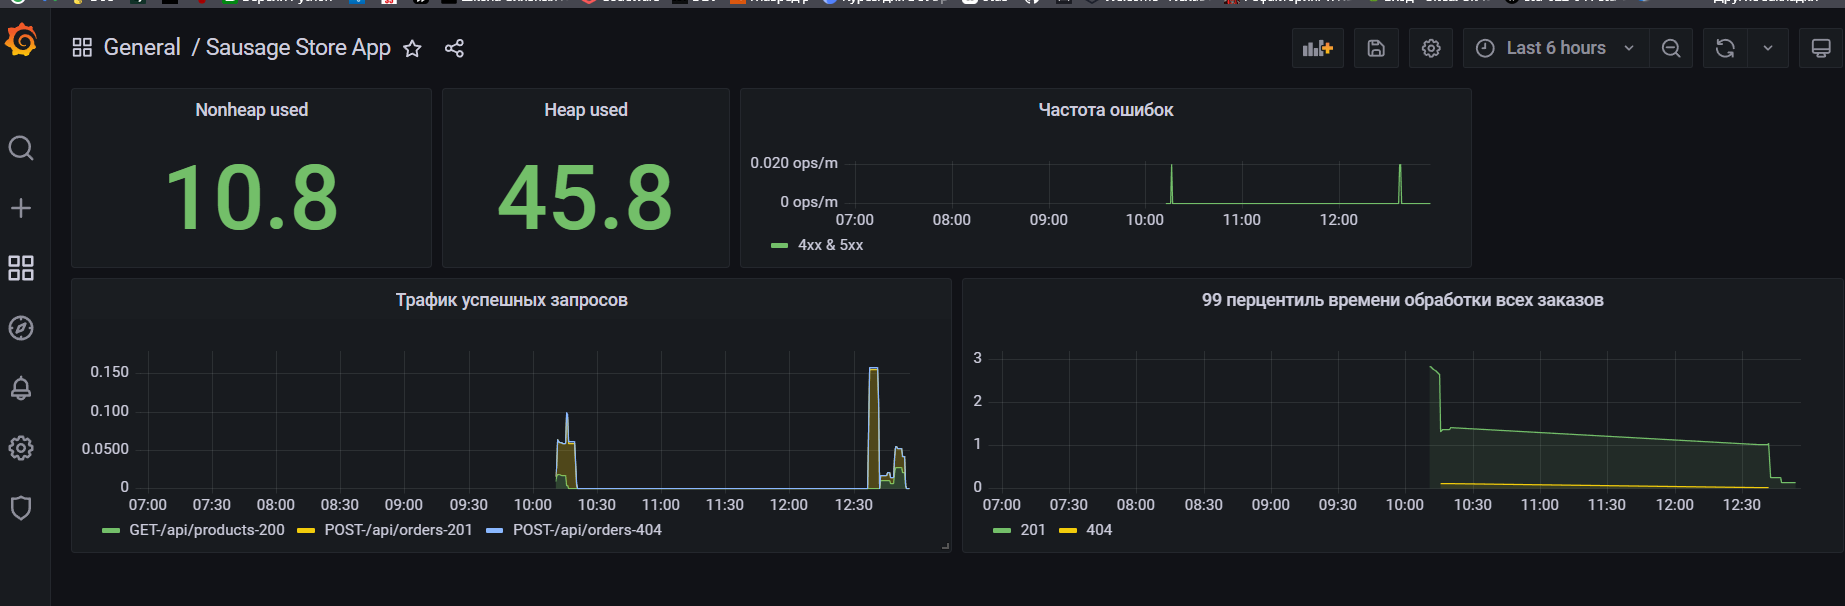 General / Sausage Store App
Last 6 hours
Nonheap used
10.8
Heap used
45.8
Частота ошибок
0.020 ops/m
0 ops/m
07:00 08:00 09:00 10:00 11:00 12:00
4xx & 5xx
Трафик успешных запросов
0.150
0.100
0.0500
0
07:00 07:30 08:00 08:30 09:00 09:30 10:00 10:30 11:00 11:30 12:00 12:30
GET-/api/products-200 POST-/api/orders-201 POST-/api/orders-404
99 перцентиль времени обработки всех заказов
3
2
1
0
07:00 07:30 08:00 08:30 09:00 09:30 10:00 10:30 11:00 11:30 12:00 12:30
201 404